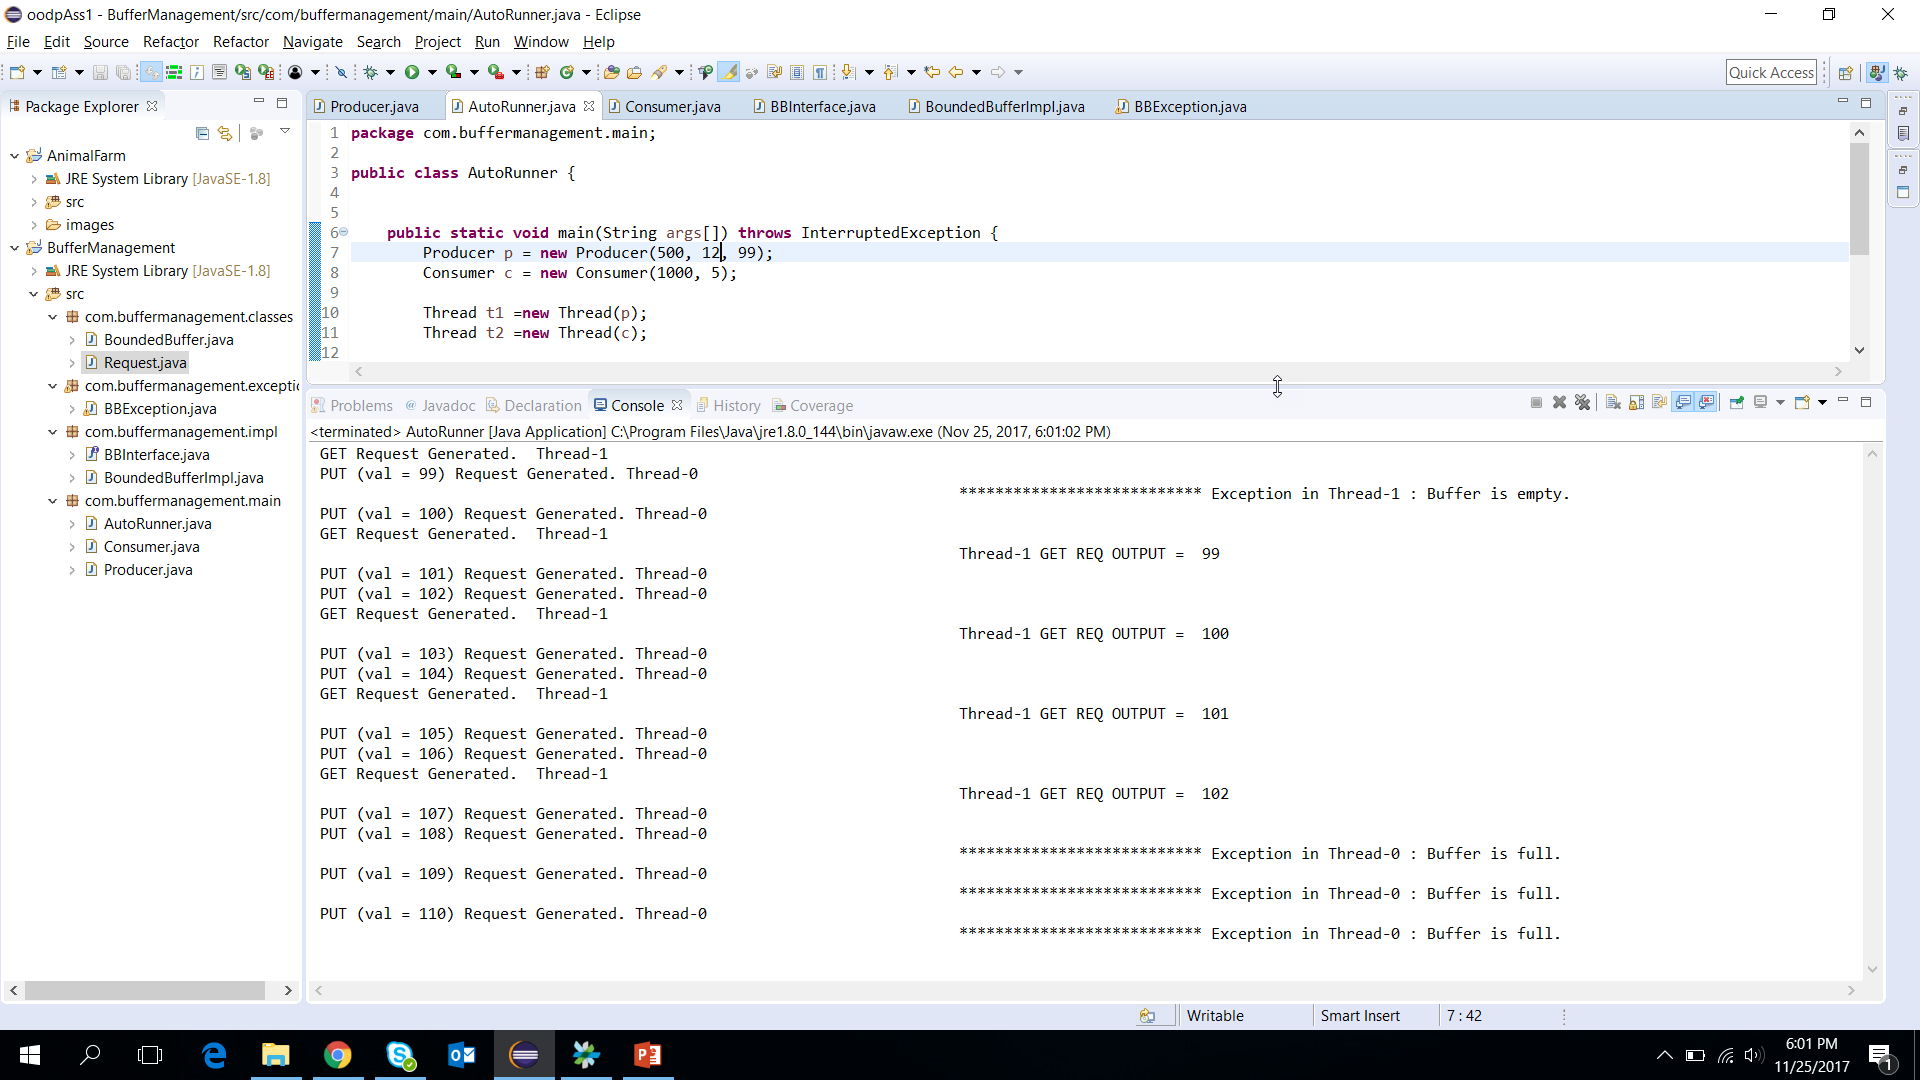 oodpAss1 - BufferManagement/src/com/buffermanagement/main/AutoRunner.java - Eclipse
File Edit Source Refactor Refactor Navigate Search Project Run Window Help
Quick Access
Package Explorer
AnimalFarm
JRE System Library [JavaSE-1.8]
src
images
BufferManagement
JRE System Library [JavaSE-1.8]
src
com.buffermanagement.classes
BoundedBuffer.java
Request.java
com.buffermanagement.exceptic
BBException.java
com.buffermanagement.impl
BBInterface.java
BoundedBufferImpl.java
com.buffermanagement.main
AutoRunner.java
Consumer.java
Producer.java
Producer.java AutoRunner.java Consumer.java BBInterface.java BoundedBufferImpl.java BBException.java
1 package com.buffermanagement.main;
2
3 public class AutoRunner {
4
5
6 public static void main(String args[]) throws InterruptedException {
7 Producer p = new Producer(500, 12, 99);
8 Consumer c = new Consumer(1000, 5);
9
10 Thread t1 =new Thread(p);
11 Thread t2 =new Thread(c);
12
Problems @ Javadoc Declaration Console History Coverage
<terminated> AutoRunner [Java Application] C:\Program Files\Java\jre1.8.0_144\bin\javaw.exe (Nov 25, 2017, 6:01:02 PM)
GET Request Generated. Thread-1
PUT (val = 99) Request Generated. Thread-0
*************************** Exception in Thread-1 : Buffer is empty.
PUT (val = 100) Request Generated. Thread-0
GET Request Generated. Thread-1
Thread-1 GET REQ OUTPUT = 99
PUT (val = 101) Request Generated. Thread-0
PUT (val = 102) Request Generated. Thread-0
GET Request Generated. Thread-1
Thread-1 GET REQ OUTPUT = 100
PUT (val = 103) Request Generated. Thread-0
PUT (val = 104) Request Generated. Thread-0
GET Request Generated. Thread-1
Thread-1 GET REQ OUTPUT = 101
PUT (val = 105) Request Generated. Thread-0
PUT (val = 106) Request Generated. Thread-0
GET Request Generated. Thread-1
Thread-1 GET REQ OUTPUT = 102
PUT (val = 107) Request Generated. Thread-0
PUT (val = 108) Request Generated. Thread-0
*************************** Exception in Thread-0 : Buffer is full.
PUT (val = 109) Request Generated. Thread-0
*************************** Exception in Thread-0 : Buffer is full.
PUT (val = 110) Request Generated. Thread-0
*************************** Exception in Thread-0 : Buffer is full.
Writable Smart Insert 7 : 42
6:01 PM
11/25/2017
1